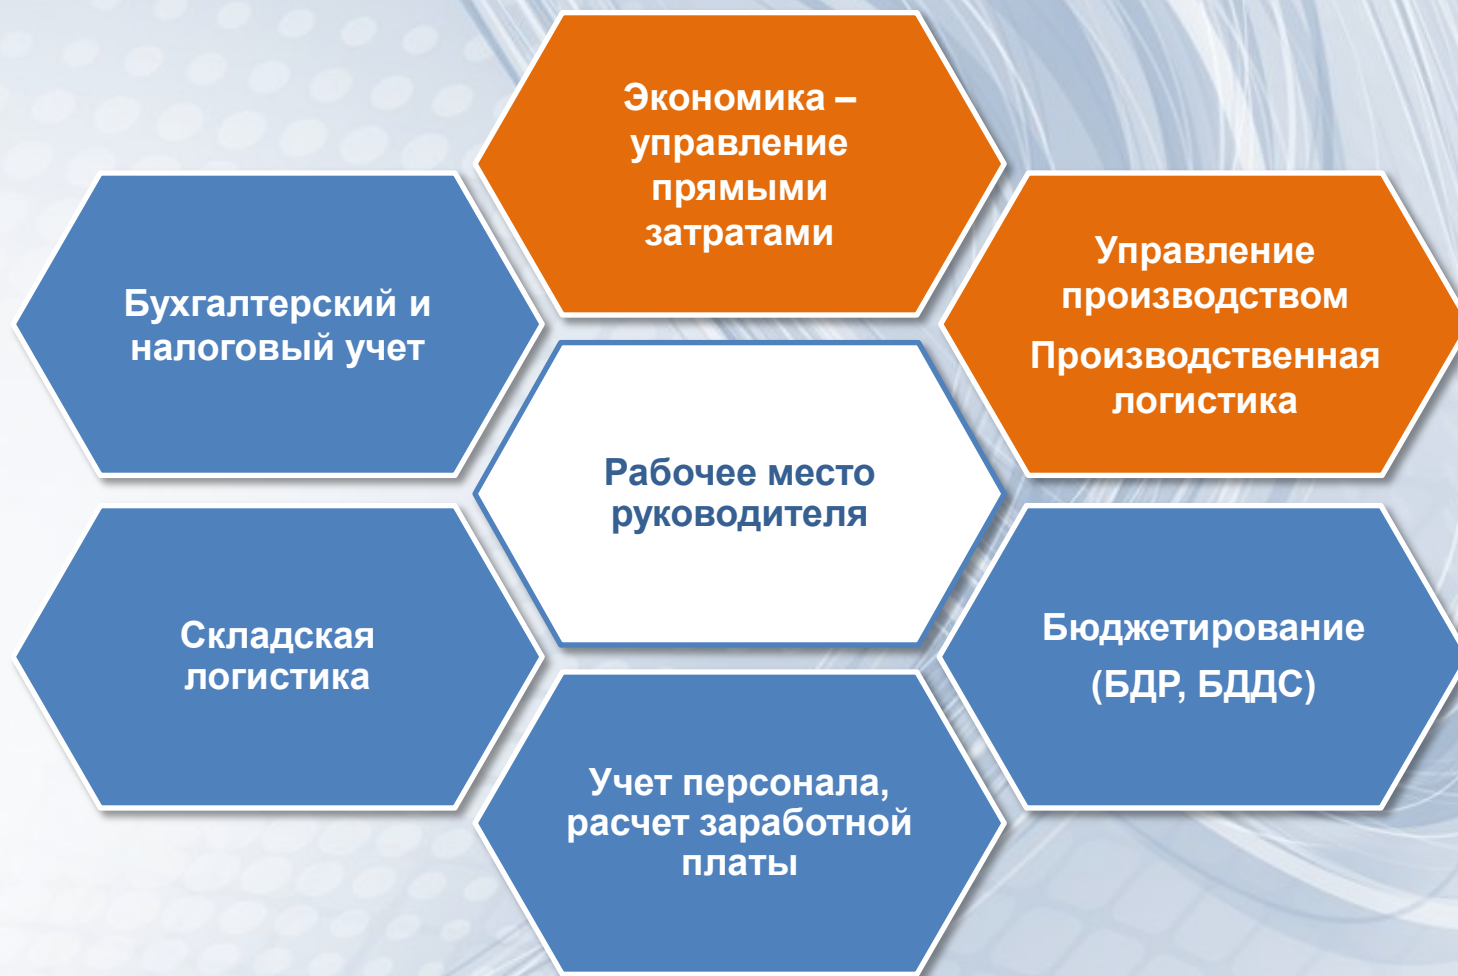 Экономика –
управление
прямыми
затратами
Бухгалтерский и
налоговый учет
Управление
производством
Производственная
логистика
Рабочее место
руководителя
Складская
логистика
Бюджетирование
(БДР, БДДС)
Учет персонала,
расчет заработной
платы